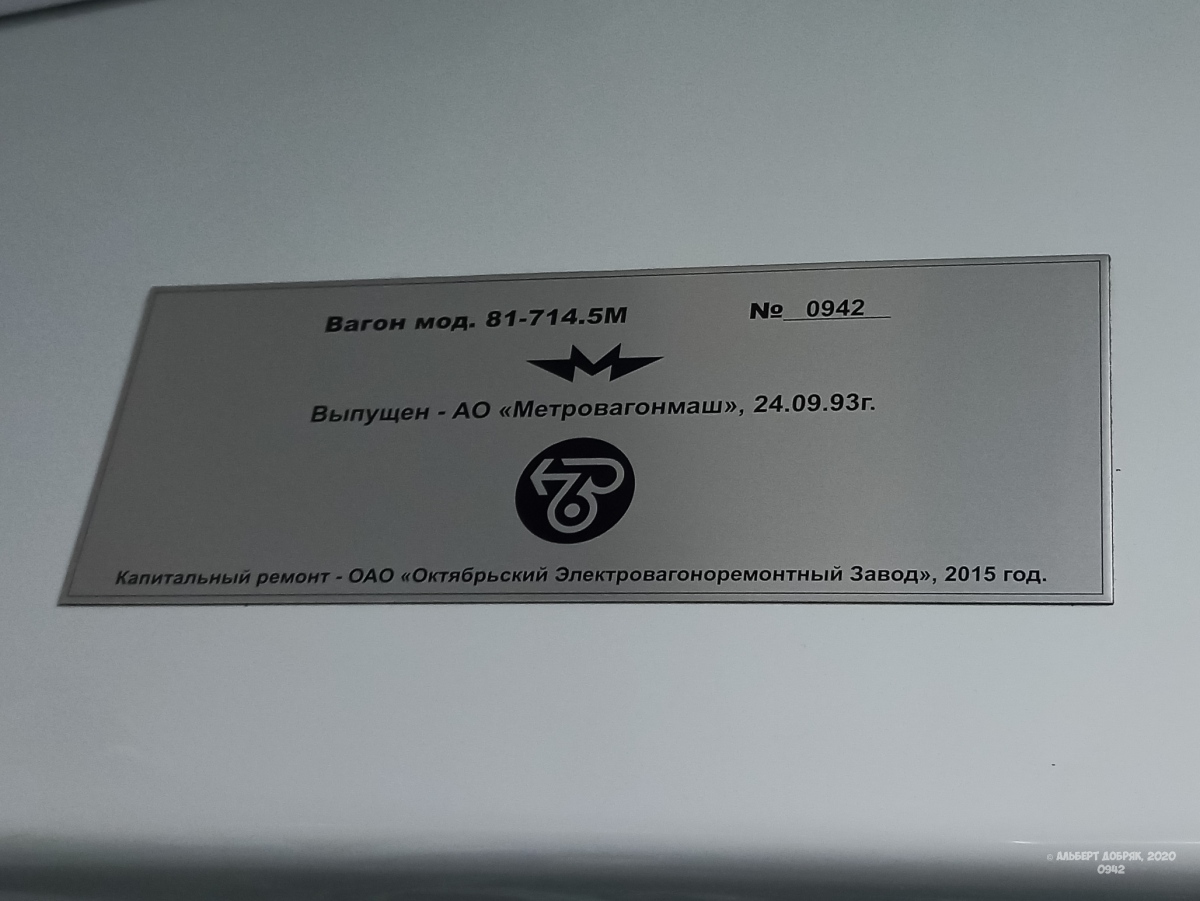 Вагон мод. 81-714.5М № 0942
Выпущен - АО «Метровагонмаш», 24.09.93г.
Капитальный ремонт - ОАО «Октябрьский Электровагоноремонтный Завод», 2015 год.
© Альберт Добряк, 2020
0942